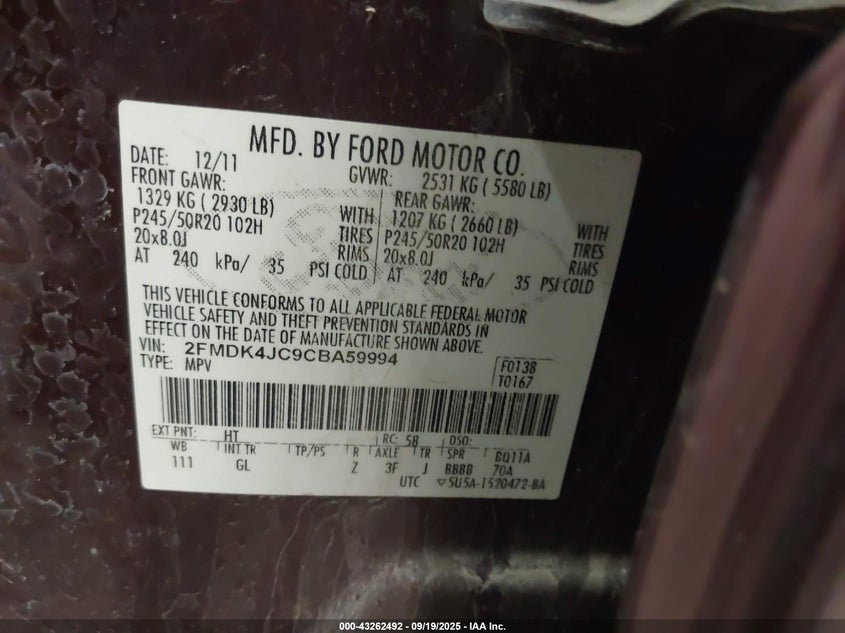 MFD. BY FORD MOTOR CO.
DATE: 12/11 GVWR: 2531 KG ( 5580 LB)
FRONT GAWR: REAR GAWR:
1329 KG ( 2930 LB) WITH 1207 KG ( 2660 LB) WITH
P245/50R20 102H TIRES P245/50R20 102H TIRES
20x8.0J RIMS 20x8.0J RIMS
AT 240 kPa/ 35 PSI COLD AT 240 kPa/ 35 PSI COLD
THIS VEHICLE CONFORMS TO ALL APPLICABLE FEDERAL MOTOR
VEHICLE SAFETY AND THEFT PREVENTION STANDARDS IN
EFFECT ON THE DATE OF MANUFACTURE SHOWN ABOVE.
VIN: 2FMDK4JC9CBA59994
TYPE: MPV
F0138
T0167
EXT PNT: HT RC: 58 DSO:
WB INT TR TP/PS R AXLE TR SPR BQ11A
111 GL Z 3F J BBBB 70A
UTC ▽5U5A-1520472-BA
000-43262492 - 09/19/2025 - IAA Inc.